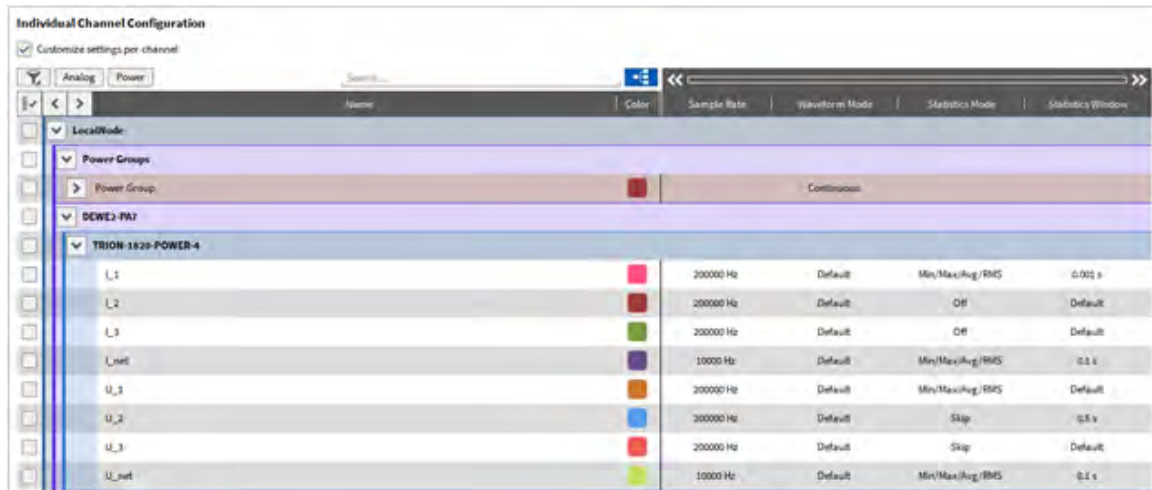 Individual Channel Configuration
Customize settings per channel
Analog Power Search...
Name Color Sample Rate Waveform Mode Statistics Mode Statistics Window
LocalNode
Power Groups
Power Group Continuous
DEWE2-PA7
TRION-1820-POWER-4
I_1 200000 Hz Default Min/Max/Avg/RMS 0.001 s
I_2 200000 Hz Default Off Default
I_3 200000 Hz Default Off Default
I_net 10000 Hz Default Min/Max/Avg/RMS 0.1 s
U_1 200000 Hz Default Min/Max/Avg/RMS Default
U_2 200000 Hz Default Skip 0.5 s
U_3 200000 Hz Default Skip Default
U_net 10000 Hz Default Min/Max/Avg/RMS 0.1 s